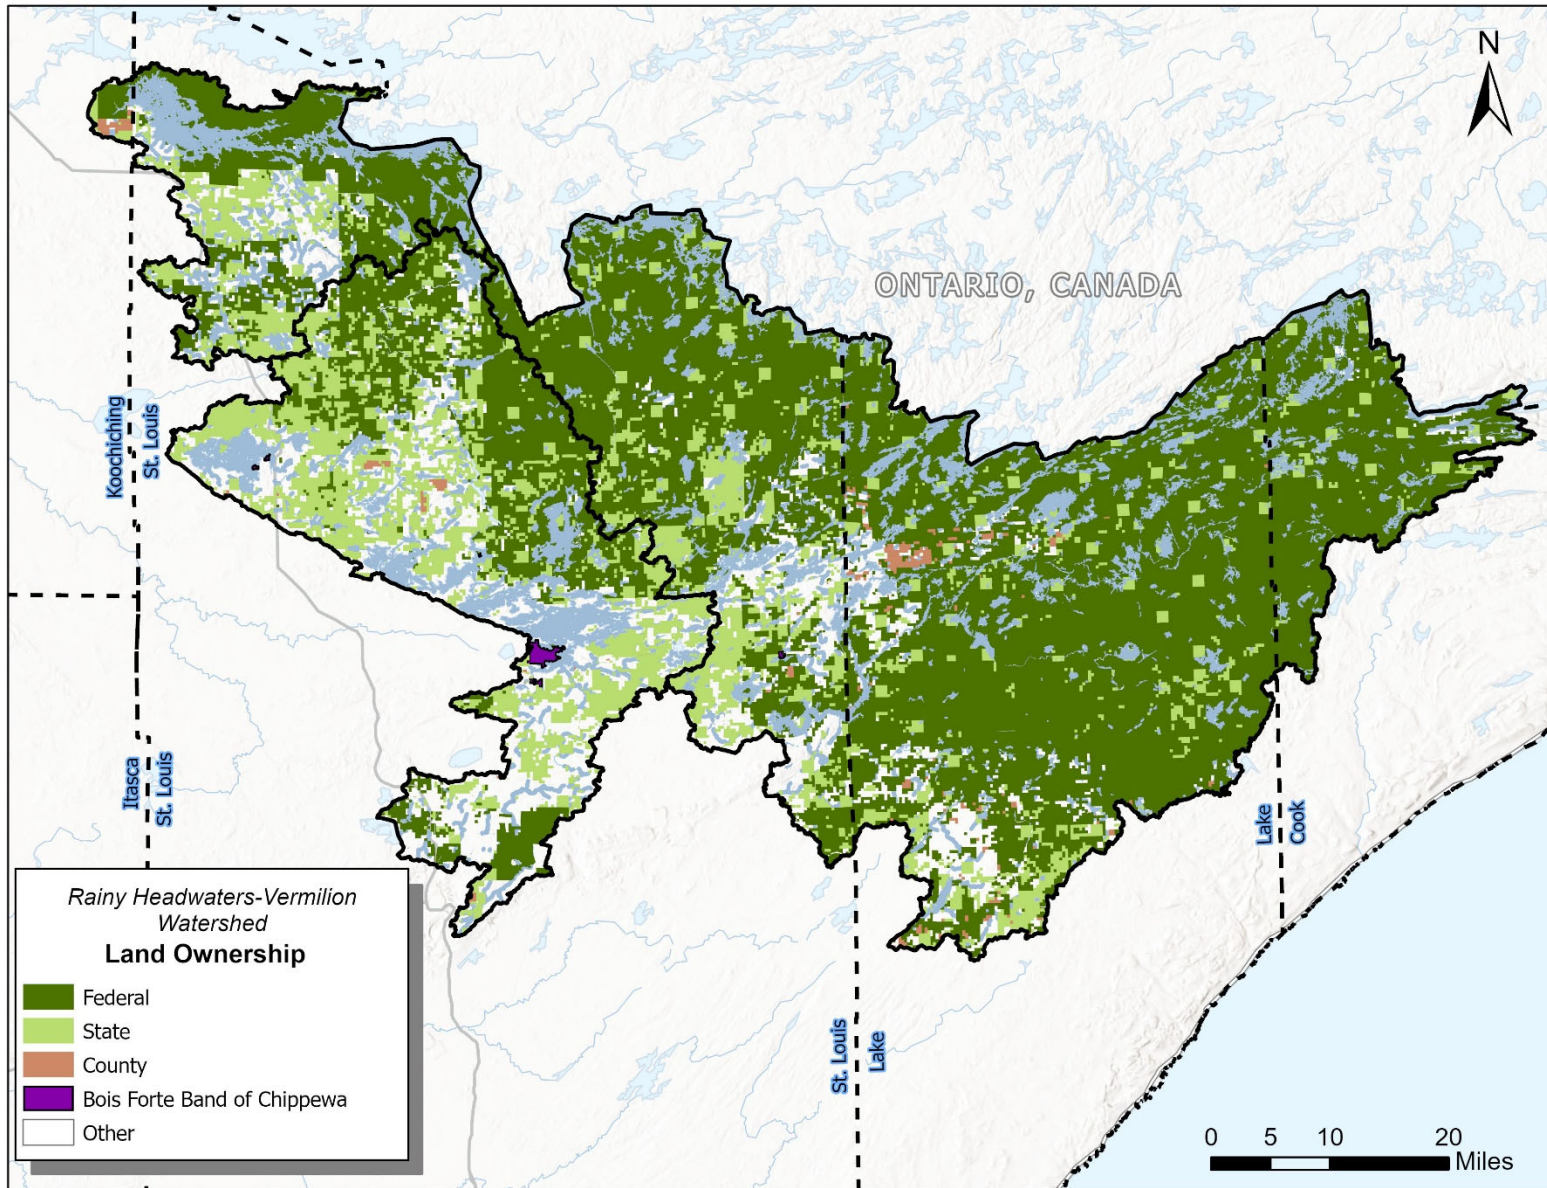 N
ONTARIO, CANADA
Koochiching
St. Louis
Itasca
St. Louis
Lake
Cook
St. Louis
Lake
Rainy Headwaters-Vermilion
Watershed
Land Ownership
Federal
State
County
Bois Forte Band of Chippewa
Other
0 5 10 20
Miles